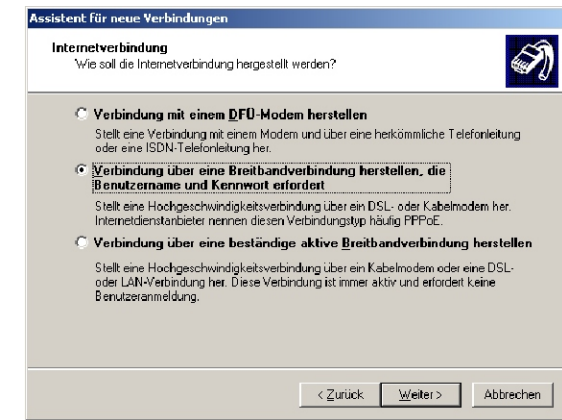 Assistent für neue Verbindungen
Internetverbindung
Wie soll die Internetverbindung hergestellt werden?
Verbindung mit einem DFÜ-Modem herstellen
Stellt eine Verbindung mit einem Modem und über eine herkömmliche Telefonleitung
oder eine ISDN-Telefonleitung her.
Verbindung über eine Breitbandverbindung herstellen, die
Benutzername und Kennwort erfordert
Stellt eine Hochgeschwindigkeitsverbindung über ein DSL- oder Kabelmodem her.
Internetdienstanbieter nennen diesen Verbindungstyp häufig PPPoE.
Verbindung über eine beständige aktive Breitbandverbindung herstellen
Stellt eine Hochgeschwindigkeitsverbindung über ein Kabelmodem oder eine DSL-
oder LAN-Verbindung her. Diese Verbindung ist immer aktiv und erfordert keine
Benutzeranmeldung.
< Zurück Weiter > Abbrechen